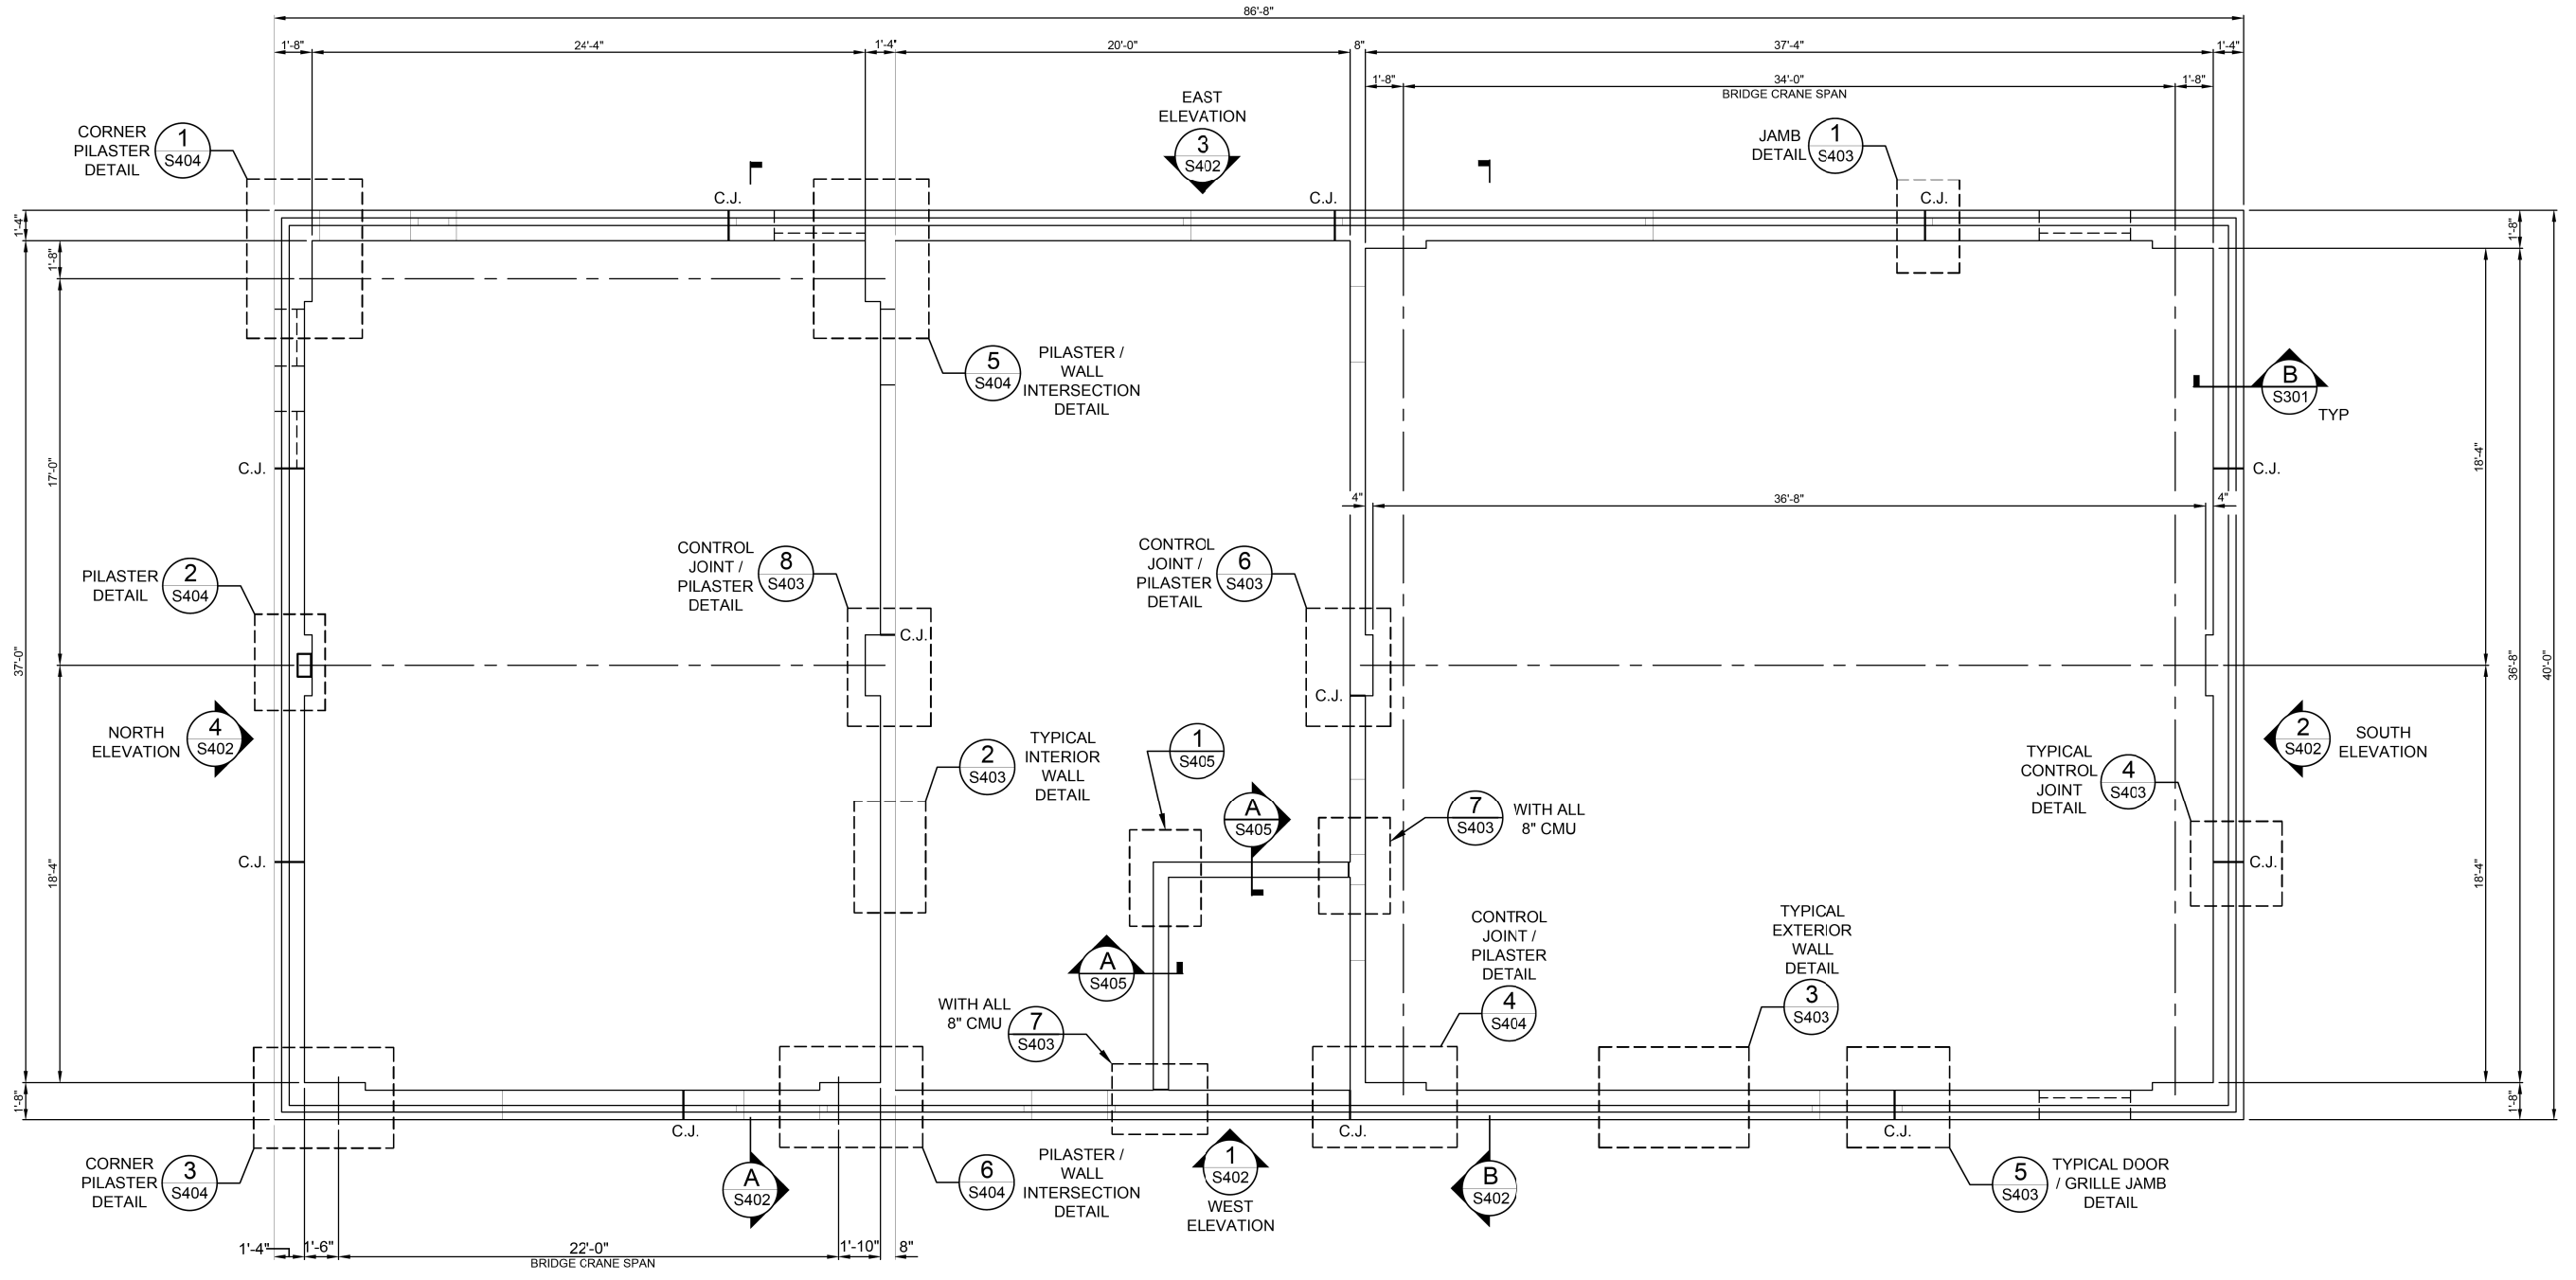 86'-8"
1'-8"
24'-4"
1'-4"
20'-0"
8"
37'-4"
1'-4"
1'-8"
34'-0"
1'-8"
BRIDGE CRANE SPAN
EAST
ELEVATION
3
S402
CORNER
PILASTER
DETAIL
1
S404
JAMB
DETAIL
1
S403
C.J.
C.J.
C.J.
1'-4"
1'-8"
1'-8"
5
S404
PILASTER /
WALL
INTERSECTION
DETAIL
B
S301
TYP
17'-0"
C.J.
C.J.
18'-4"
4"
36'-8"
4"
PILASTER
DETAIL
2
S404
CONTROL
JOINT /
PILASTER
DETAIL
8
S403
CONTROL
JOINT /
PILASTER
DETAIL
6
S403
C.J.
37'-0"
36'-8"
40'-0"
C.J.
NORTH
ELEVATION
4
S402
2
S403
TYPICAL
INTERIOR
WALL
DETAIL
1
S405
A
S405
7
S403
WITH ALL
8" CMU
TYPICAL
CONTROL
JOINT
DETAIL
4
S403
2
S402
SOUTH
ELEVATION
C.J.
C.J.
18'-4"
18'-4"
A
S405
WITH ALL
8" CMU
7
S403
CONTROL
JOINT /
PILASTER
DETAIL
4
S404
TYPICAL
EXTERIOR
WALL
DETAIL
3
S403
1'-8"
1'-8"
C.J.
C.J.
C.J.
CORNER
PILASTER
DETAIL
3
S404
A
S402
6
S404
PILASTER /
WALL
INTERSECTION
DETAIL
1
S402
WEST
ELEVATION
B
S402
5
S403
TYPICAL DOOR
/ GRILLE JAMB
DETAIL
1'-4"
1'-6"
22'-0"
1'-10"
8"
BRIDGE CRANE SPAN